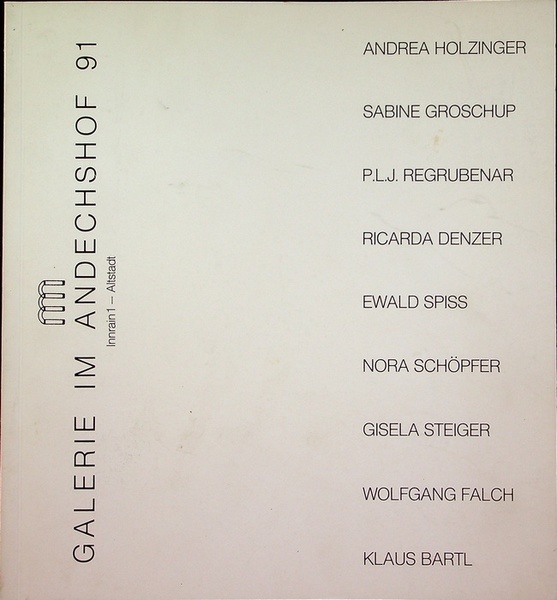 GALERIE IM ANDECHSHOF 91
Innrain 1 – Altstadt
ANDREA HOLZINGER
SABINE GROSCHUP
P.L.J. REGRUBENAR
RICARDA DENZER
EWALD SPISS
NORA SCHÖPFER
GISELA STEIGER
WOLFGANG FALCH
KLAUS BARTL